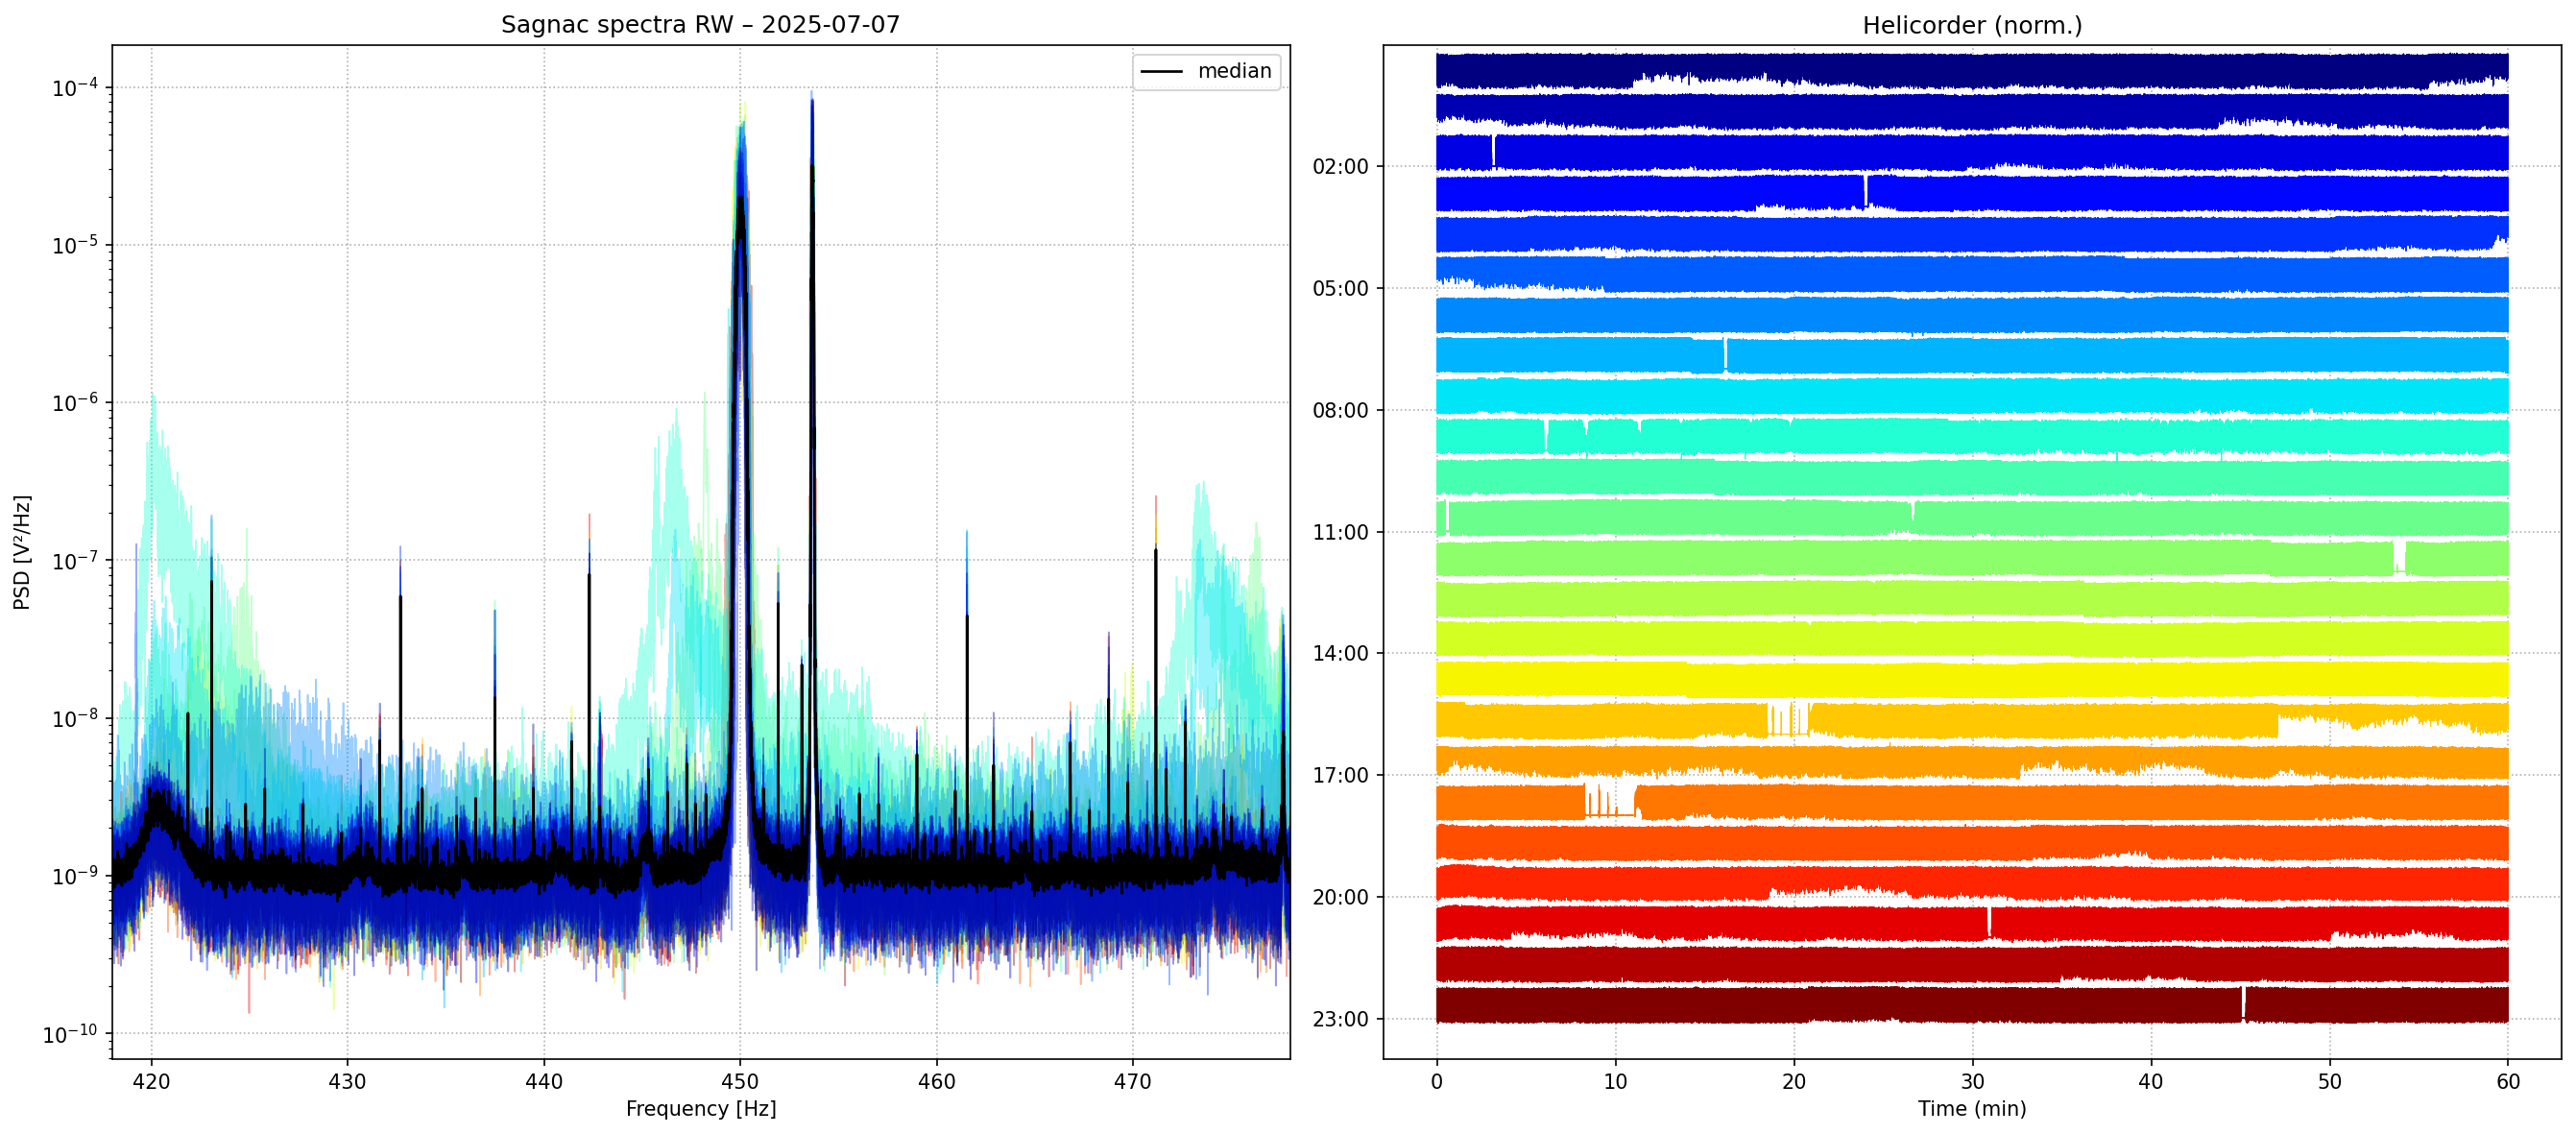 Sagnac spectra RW – 2025-07-07
median
PSD [V²/Hz]
10⁻⁴
10⁻⁵
10⁻⁶
10⁻⁷
10⁻⁸
10⁻⁹
10⁻¹⁰
420 430 440 450 460 470
Frequency [Hz]
Helicorder (norm.)
02:00
05:00
08:00
11:00
14:00
17:00
20:00
23:00
0 10 20 30 40 50 60
Time (min)